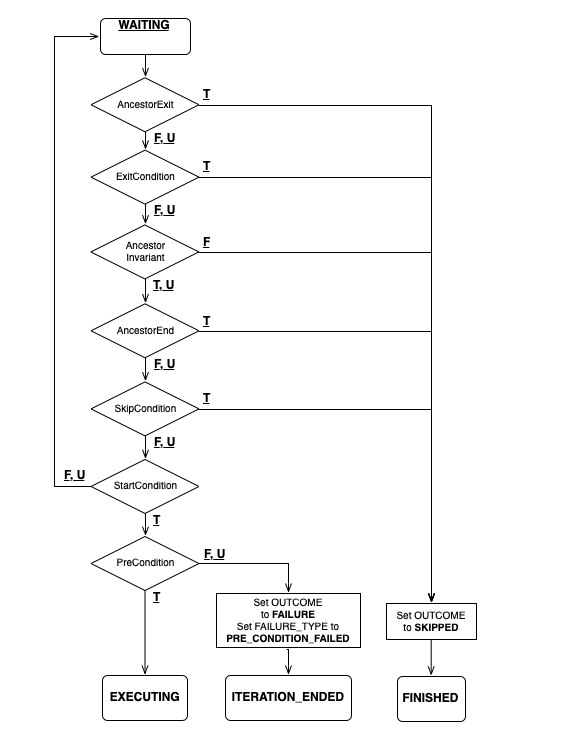 WAITING
AncestorExit
T
F, U
ExitCondition
T
F, U
Ancestor
Invariant
F
T, U
AncestorEnd
T
F, U
SkipCondition
T
F, U
StartCondition
F, U
T
PreCondition
F, U
T
Set OUTCOME
to FAILURE
Set FAILURE_TYPE to
PRE_CONDITION_FAILED
Set OUTCOME
to SKIPPED
EXECUTING
ITERATION_ENDED
FINISHED